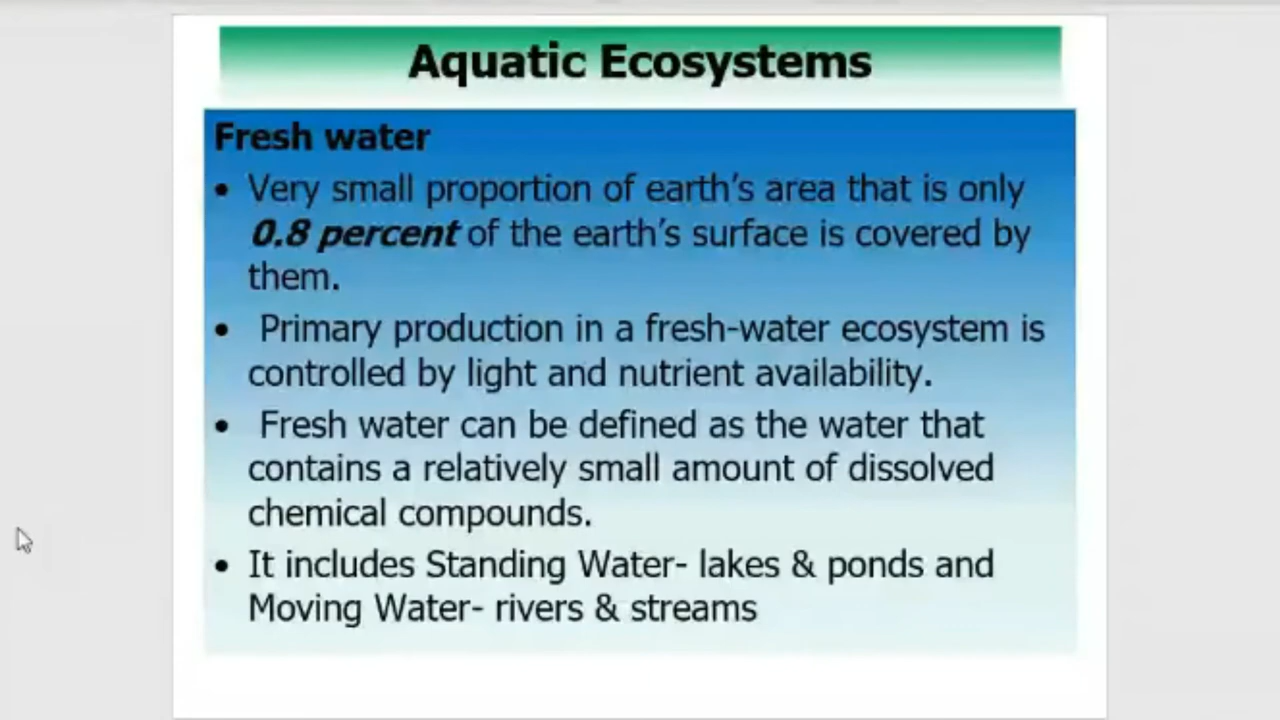 Aquatic Ecosystems
Fresh water
• Very small proportion of earth's area that is only
0.8 percent of the earth's surface is covered by
them.
• Primary production in a fresh-water ecosystem is
controlled by light and nutrient availability.
• Fresh water can be defined as the water that
contains a relatively small amount of dissolved
chemical compounds.
• It includes Standing Water- lakes & ponds and
Moving Water- rivers & streams